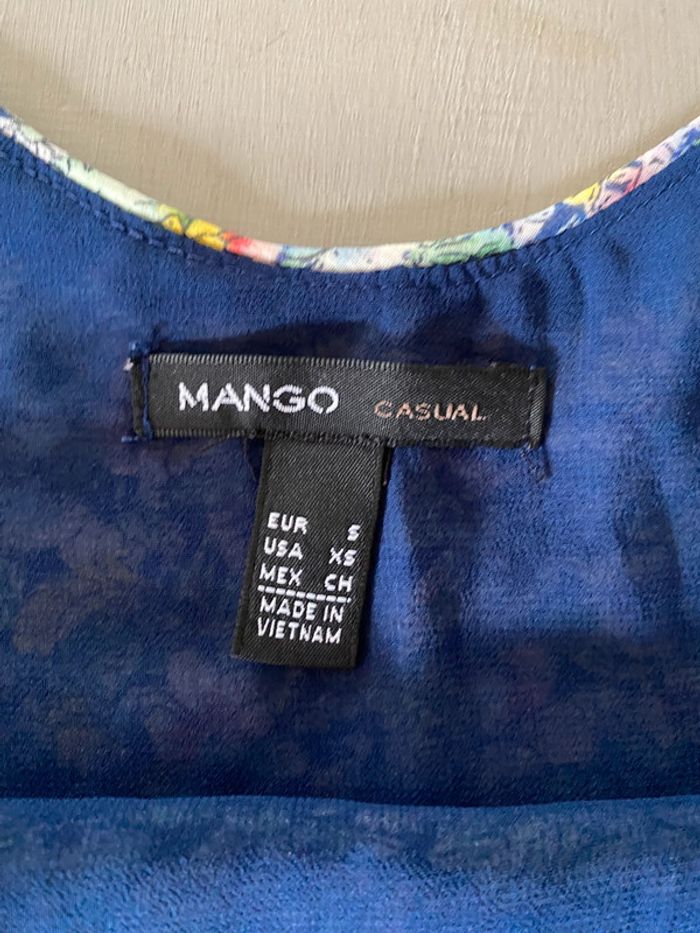 MANGO CASUAL
EUR S
USA XS
MEX CH
MADE IN
VIETNAM